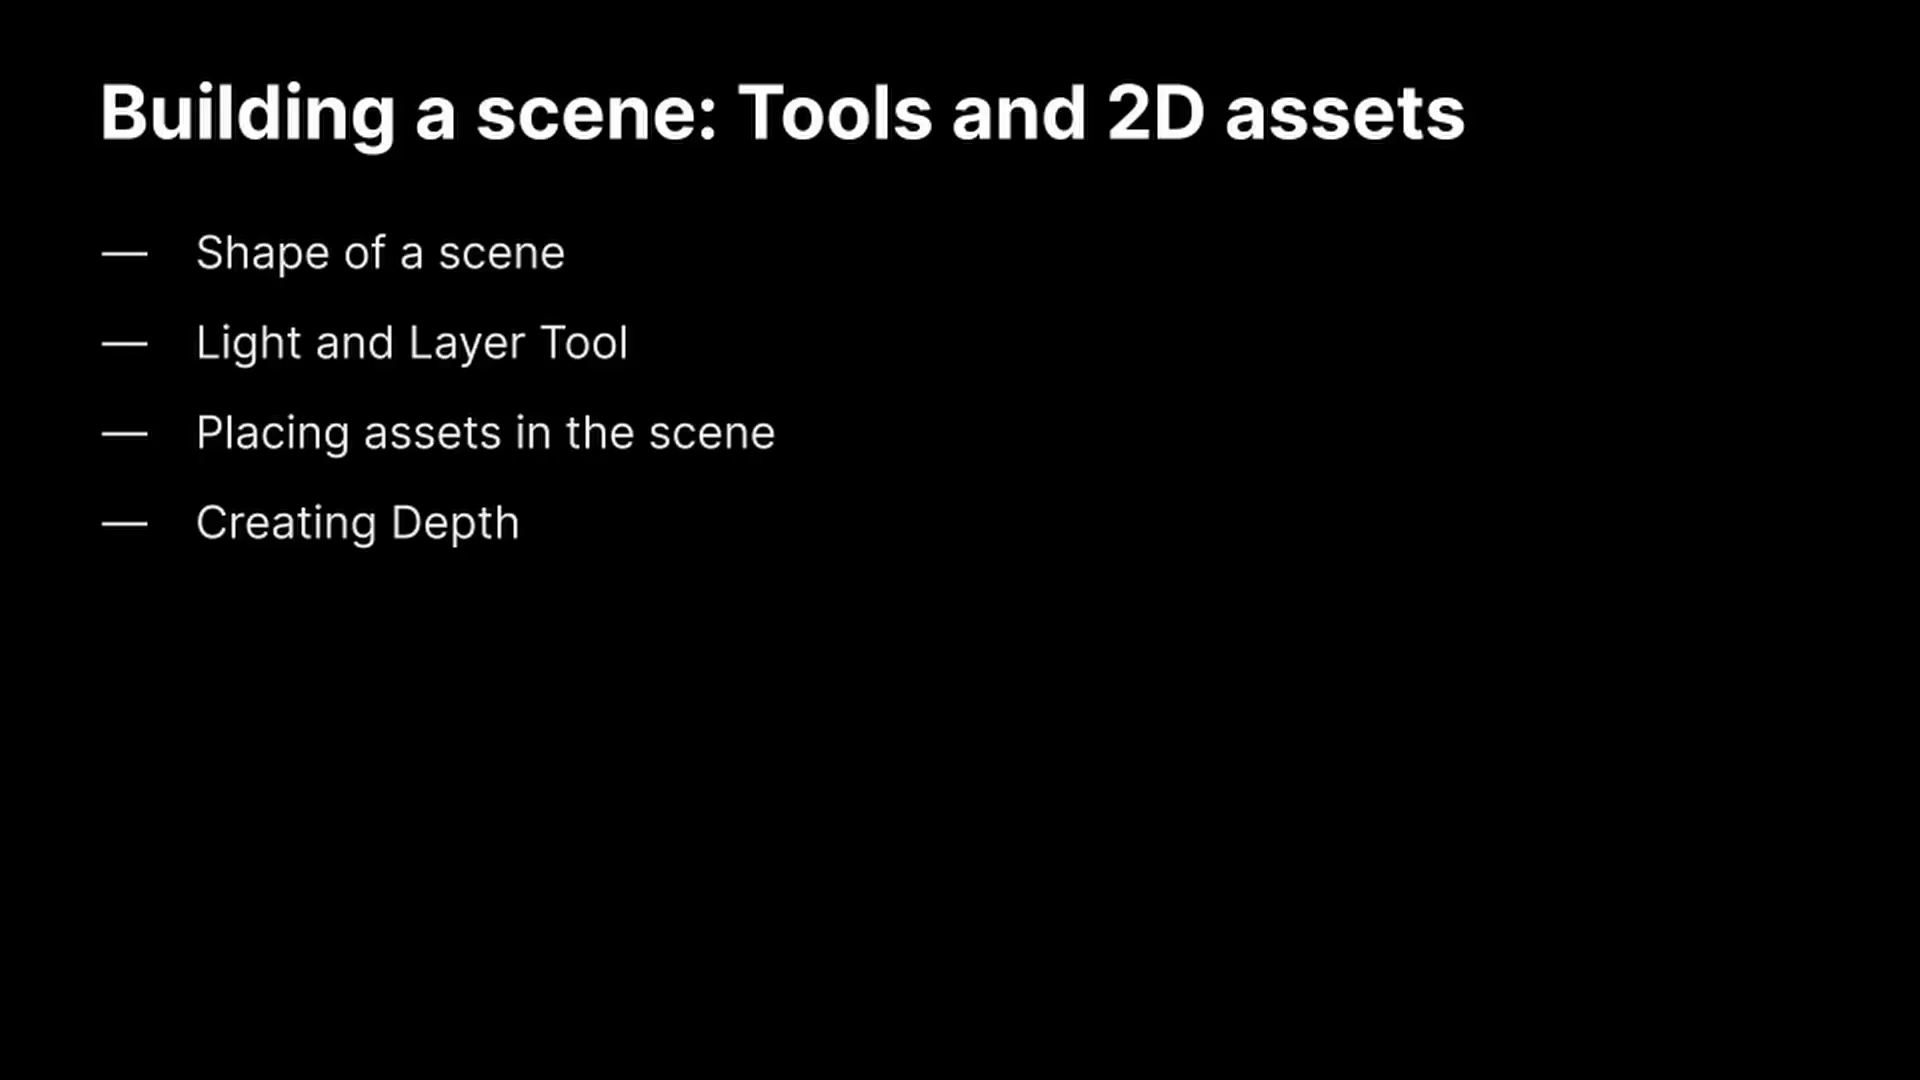 Building a scene: Tools and 2D assets
— Shape of a scene
— Light and Layer Tool
— Placing assets in the scene
— Creating Depth